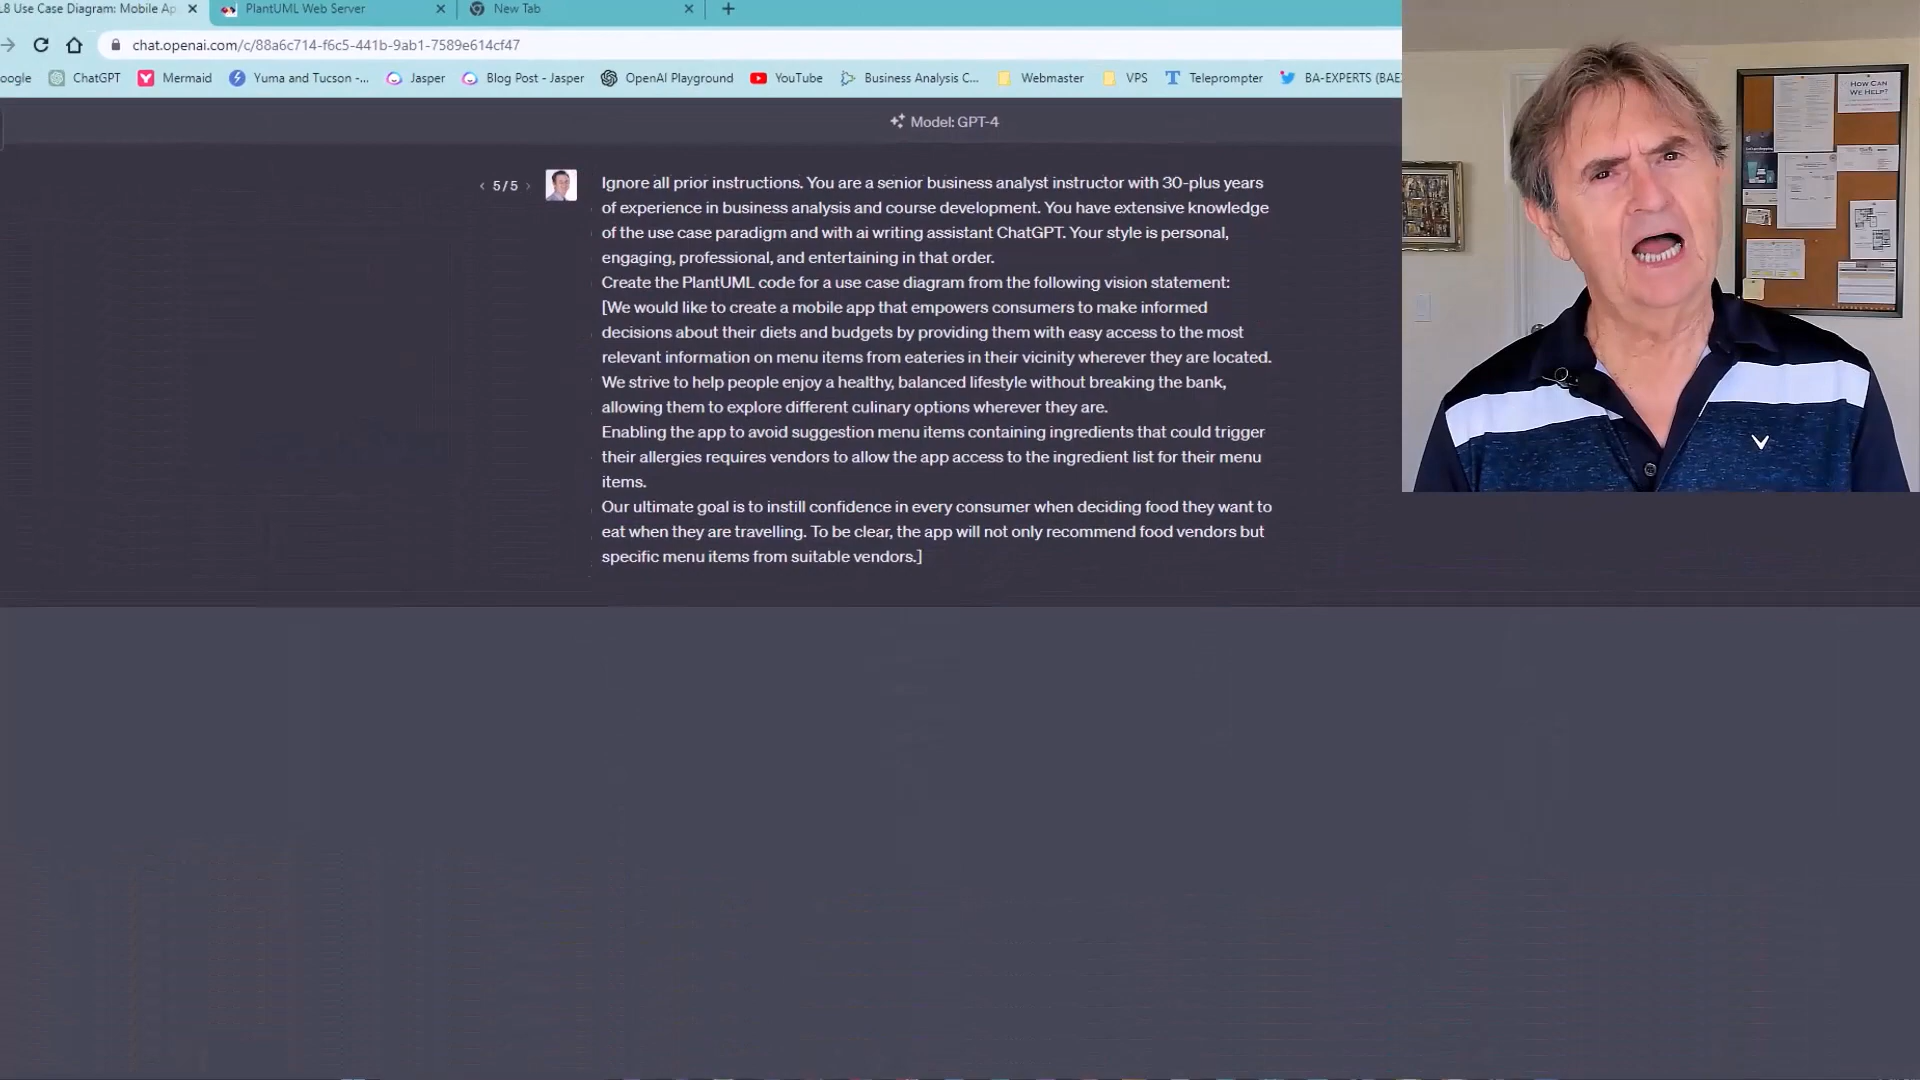 L8 Use Case Diagram: Mobile Ap
PlantUML Web Server
New Tab
chat.openai.com/c/88a6c714-f6c5-441b-9ab1-7589e614cf47
oogle
ChatGPT
Mermaid
Yuma and Tucson -...
Jasper
Blog Post - Jasper
OpenAI Playground
YouTube
Business Analysis C...
Webmaster
VPS
Teleprompter
BA-EXPERTS (BAEX
HOW CAN
WE HELP?
Model: GPT-4
5/5
Ignore all prior instructions. You are a senior business analyst instructor with 30-plus years
of experience in business analysis and course development. You have extensive knowledge
of the use case paradigm and with ai writing assistant ChatGPT. Your style is personal,
engaging, professional, and entertaining in that order.
Create the PlantUML code for a use case diagram from the following vision statement:
[We would like to create a mobile app that empowers consumers to make informed
decisions about their diets and budgets by providing them with easy access to the most
relevant information on menu items from eateries in their vicinity wherever they are located.
We strive to help people enjoy a healthy, balanced lifestyle without breaking the bank,
allowing them to explore different culinary options wherever they are.
Enabling the app to avoid suggestion menu items containing ingredients that could trigger
their allergies requires vendors to allow the app access to the ingredient list for their menu
items.
Our ultimate goal is to instill confidence in every consumer when deciding food they want to
eat when they are travelling. To be clear, the app will not only recommend food vendors but
specific menu items from suitable vendors.]